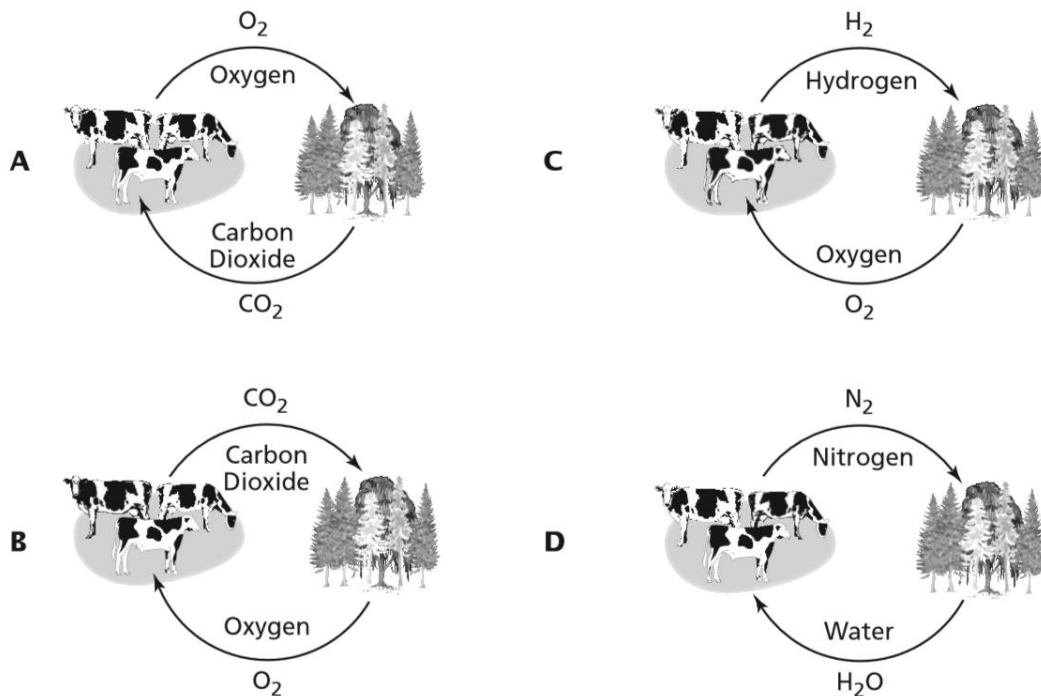 A
O₂
Oxygen
Carbon
Dioxide
CO₂
B
CO₂
Carbon
Dioxide
Oxygen
O₂
C
H₂
Hydrogen
Oxygen
O₂
D
N₂
Nitrogen
Water
H₂O